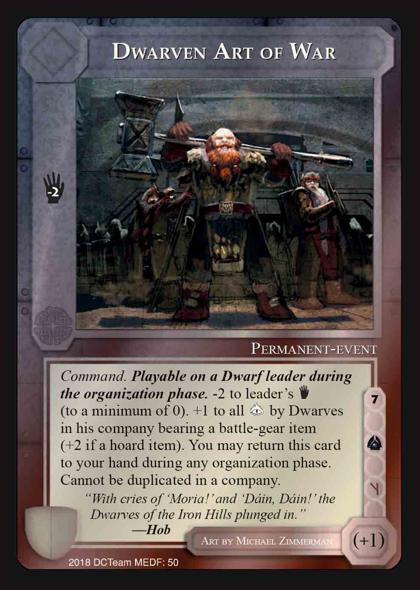 DWARVEN ART OF WAR
-2
PERMANENT-EVENT
Command. Playable on a Dwarf leader during
the organization phase. -2 to leader's
(to a minimum of 0). +1 to all by Dwarves
in his company bearing a battle-gear item
(+2 if a hoard item). You may return this card
to your hand during any organization phase.
Cannot be duplicated in a company.
"With cries of 'Moria!' and 'Dáin, Dáin!' the
Dwarves of the Iron Hills plunged in."
—Hob
7
ART BY MICHAEL ZIMMERMAN
(+1)
2018 DCTeam MEDF: 50